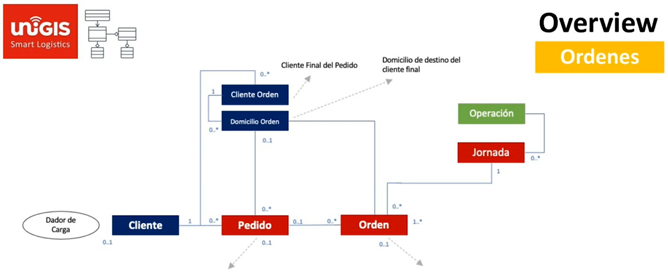 UNIGIS
Smart Logistics
Overview
Ordenes
Cliente Final del Pedido
Domicilio de destino del
cliente final
0..*
1
Cliente Orden
0..*
Domicilio Orden
0..1
Operación
Jornada
0..*
1
Dador de
Carga
0..1
Cliente
1
0..*
0..*
Pedido
0..1
0..1
0..*
0..*
Orden
0..1
1..*